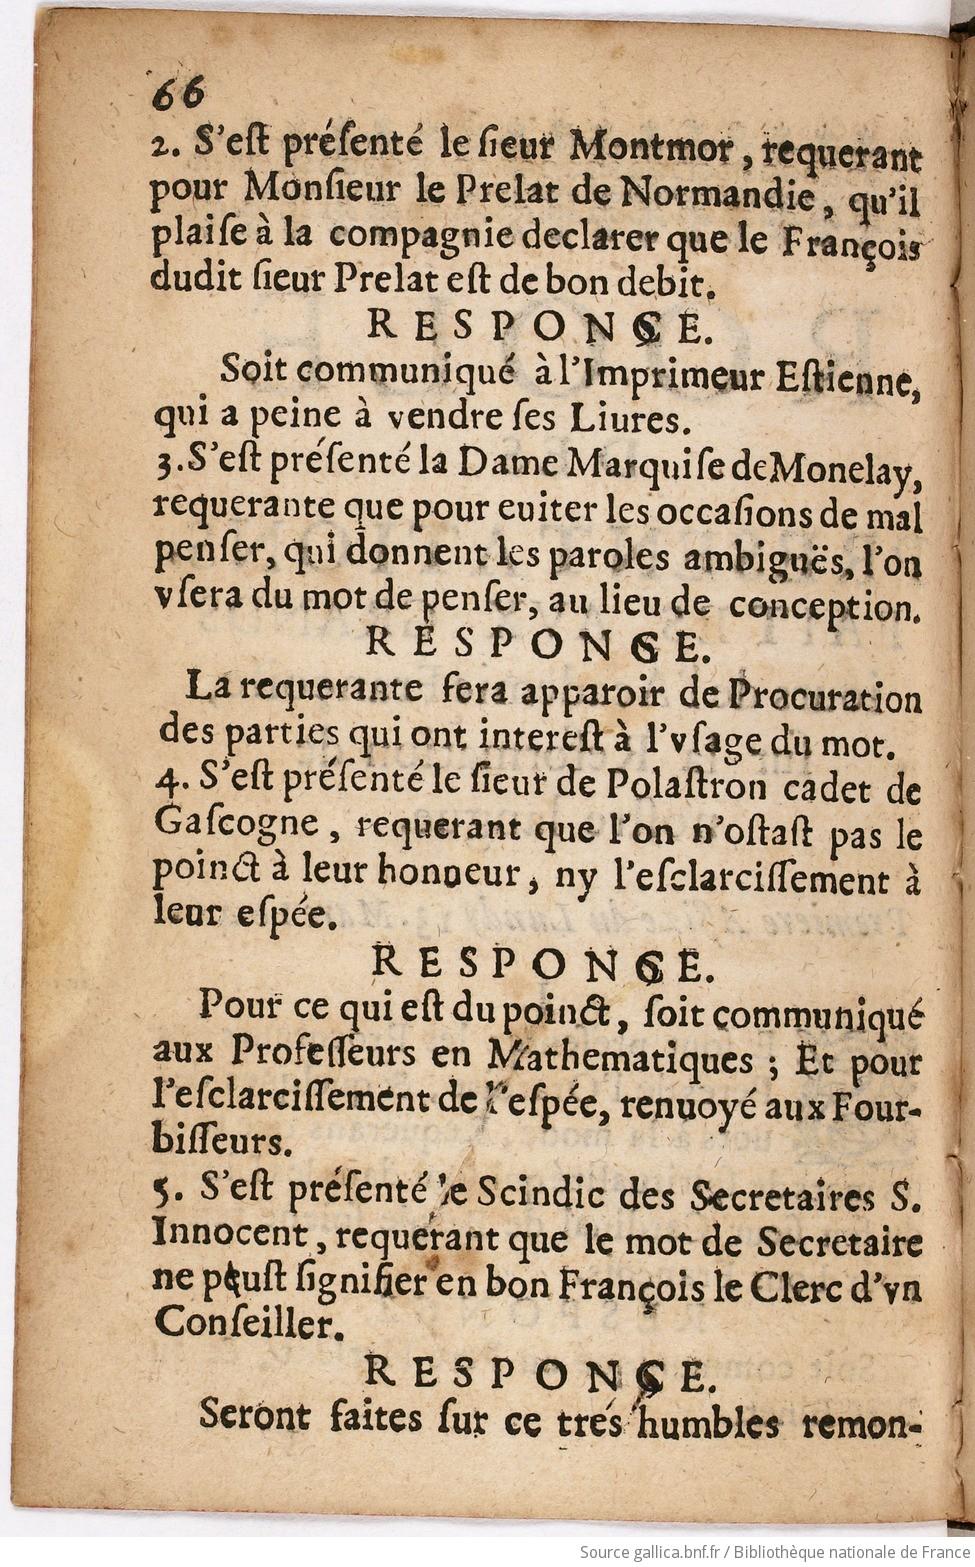 66
2. S'eſt préſenté le ſieur Montmor, requerant
pour Monſieur le Prelat de Normandie, qu'il
plaiſe à la compagnie declarer que le François
dudit ſieur Prelat eſt de bon debit.
RESPONCE.
Soit communiqué à l'Imprimeur Eſtienne,
qui a peine à vendre ſes Liures.
3. S'eſt préſenté la Dame Marquiſe de Monelay,
requerante que pour euiter les occaſions de mal
penſer, qui donnent les paroles ambiguës, l'on
vſera du mot de penſer, au lieu de conception.
RESPONSE.
La requerante fera apparoir de Procuration
des parties qui ont intereſt à l'vſage du mot.
4. S'eſt préſenté le ſieur de Polaſtron cadet de
Gaſcogne, requerant que l'on n'oſtaſt pas le
poinct à leur honneur, ny l'eſclarciſſement à
leur eſpée.
RESPONCE.
Pour ce qui eſt du poinct, ſoit communiqué
aux Profeſſeurs en Mathematiques ; Et pour
l'eſclarciſſement de l'eſpée, renuoyé aux Four-
biſſeurs.
5. S'eſt préſenté le Scindic des Secretaires S.
Innocent, requerant que le mot de Secretaire
ne puſt ſignifier en bon François le Clerc d'vn
Conſeiller.
RESPONCE.
Seront faites ſur ce trés humbles remon-
Source gallica.bnf.fr / Bibliothèque nationale de France